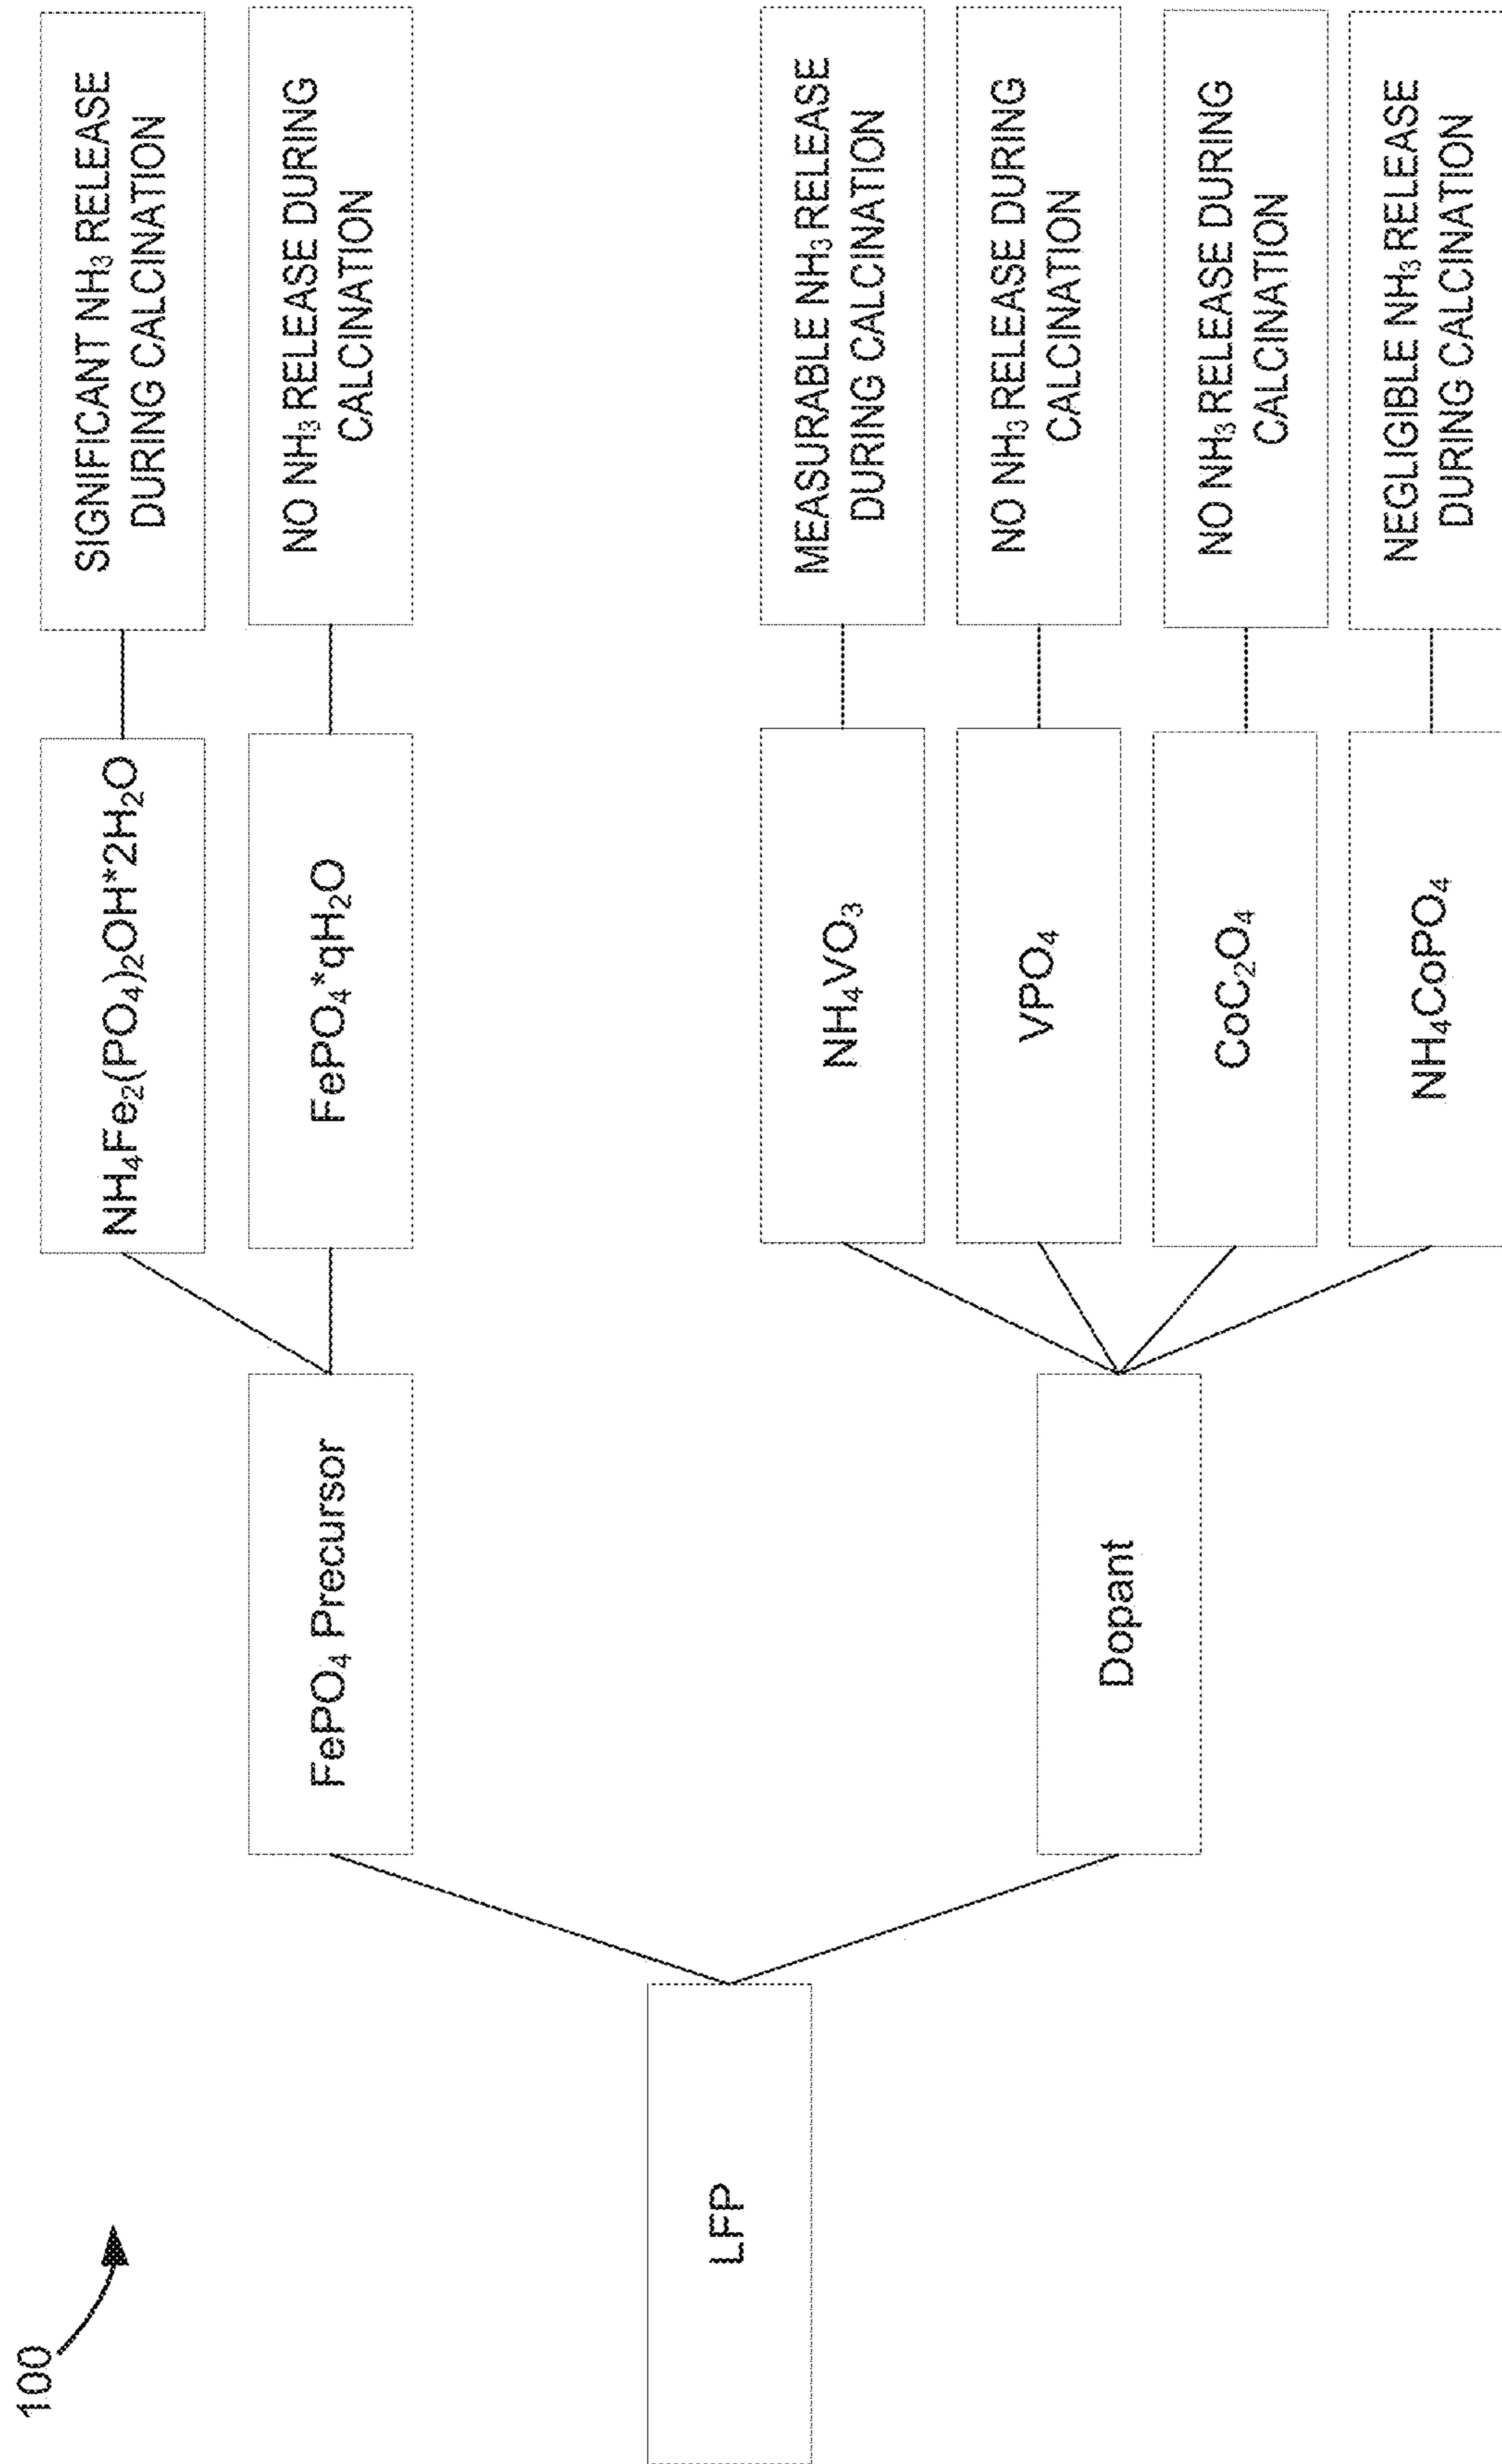 100
LFP
FePO₄ Precursor
NH₄Fe₂(PO₄)₂OH*2H₂O
SIGNIFICANT NH₃ RELEASE
DURING CALCINATION
FePO₄*qH₂O
NO NH₃ RELEASE DURING
CALCINATION
Dopant
NH₄VO₃
MEASURABLE NH₃ RELEASE
DURING CALCINATION
VPO₄
NO NH₃ RELEASE DURING
CALCINATION
CoC₂O₄
NO NH₃ RELEASE DURING
CALCINATION
NH₄CoPO₄
NEGLIGIBLE NH₃ RELEASE
DURING CALCINATION